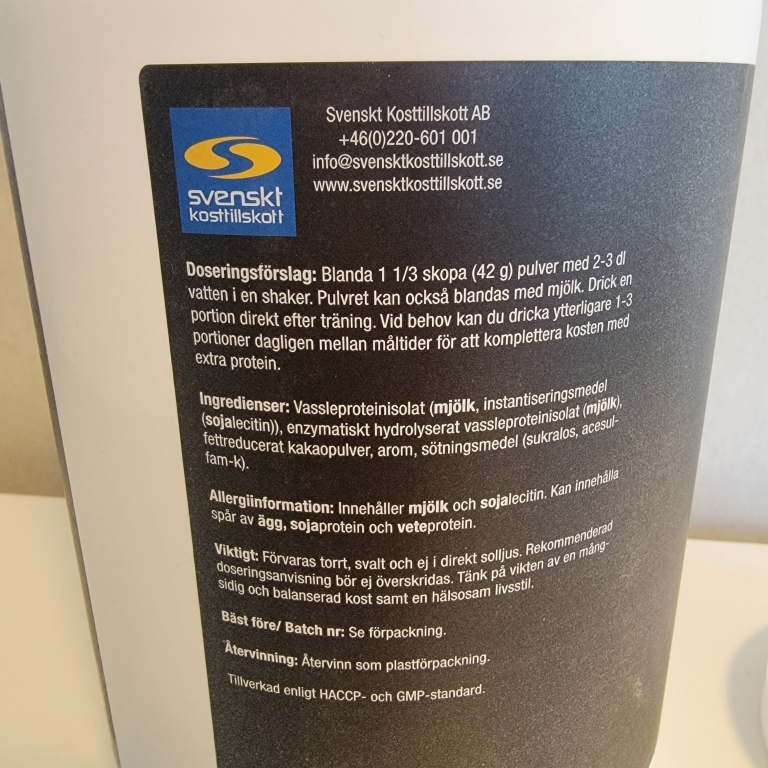 svenskt
kosttillskott
Svenskt Kosttillskott AB
+46(0)220-601 001
info@svensktkosttillskott.se
www.svensktkosttillskott.se
Doseringsförslag: Blanda 1 1/3 skopa (42 g) pulver med 2-3 dl
vatten i en shaker. Pulvret kan också blandas med mjölk. Drick en
portion direkt efter träning. Vid behov kan du dricka ytterligare 1-3
portioner dagligen mellan måltider för att komplettera kosten med
extra protein.
Ingredienser: Vassleproteinisolat (mjölk, instantiseringsmedel
(sojalecitin)), enzymatiskt hydrolyserat vassleproteinisolat (mjölk),
fettreducerat kakaopulver, arom, sötningsmedel (sukralos, acesul-
fam-k).
Allergiinformation: Innehåller mjölk och sojalecitin. Kan innehålla
spår av ägg, sojaprotein och veteprotein.
Viktigt: Förvaras torrt, svalt och ej i direkt solljus. Rekommenderad
doseringsanvisning bör ej överskridas. Tänk på vikten av en mång-
sidig och balanserad kost samt en hälsosam livsstil.
Bäst före/ Batch nr: Se förpackning.
Återvinning: Återvinn som plastförpackning.
Tillverkad enligt HACCP- och GMP-standard.